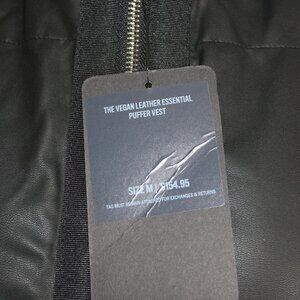 THE VEGAN LEATHER ESSENTIAL
PUFFER VEST
SIZE M | $154.95
TAG MUST REMAIN ATTACHED FOR EXCHANGES & RETURNS